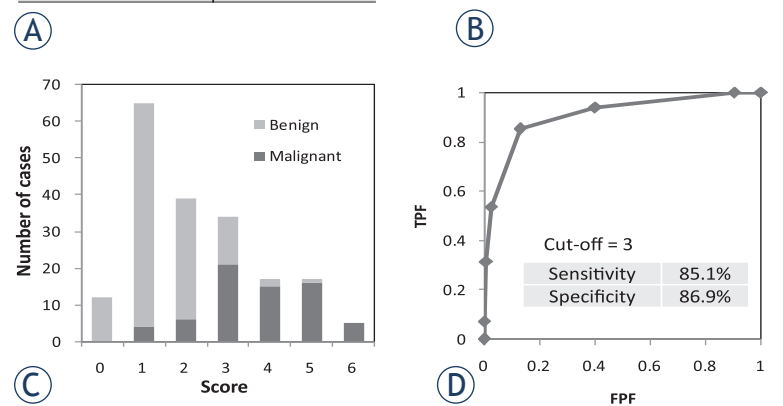 A
B
70
60
50
40
30
20
10
0
Number of cases
Benign
Malignant
0 1 2 3 4 5 6
Score
C
1
0.8
0.6
0.4
0.2
0
TPF
Cut-off = 3
Sensitivity 85.1%
Specificity 86.9%
0 0.2 0.4 0.6 0.8 1
FPF
D